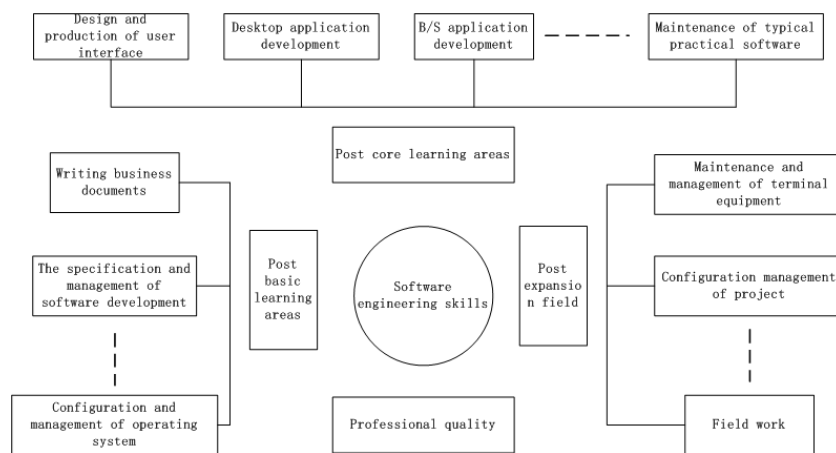 Design and
production of user
interface
Desktop application
development
B/S application
development
Maintenance of typical
practical software
Post core learning areas
Writing business
documents
Maintenance and
management of terminal
equipment
The specification and
management of
software development
Post
basic
learning
areas
Software
engineering skills
Post
expansio
n field
Configuration management
of project
Configuration and
management of operating
system
Professional quality
Field work